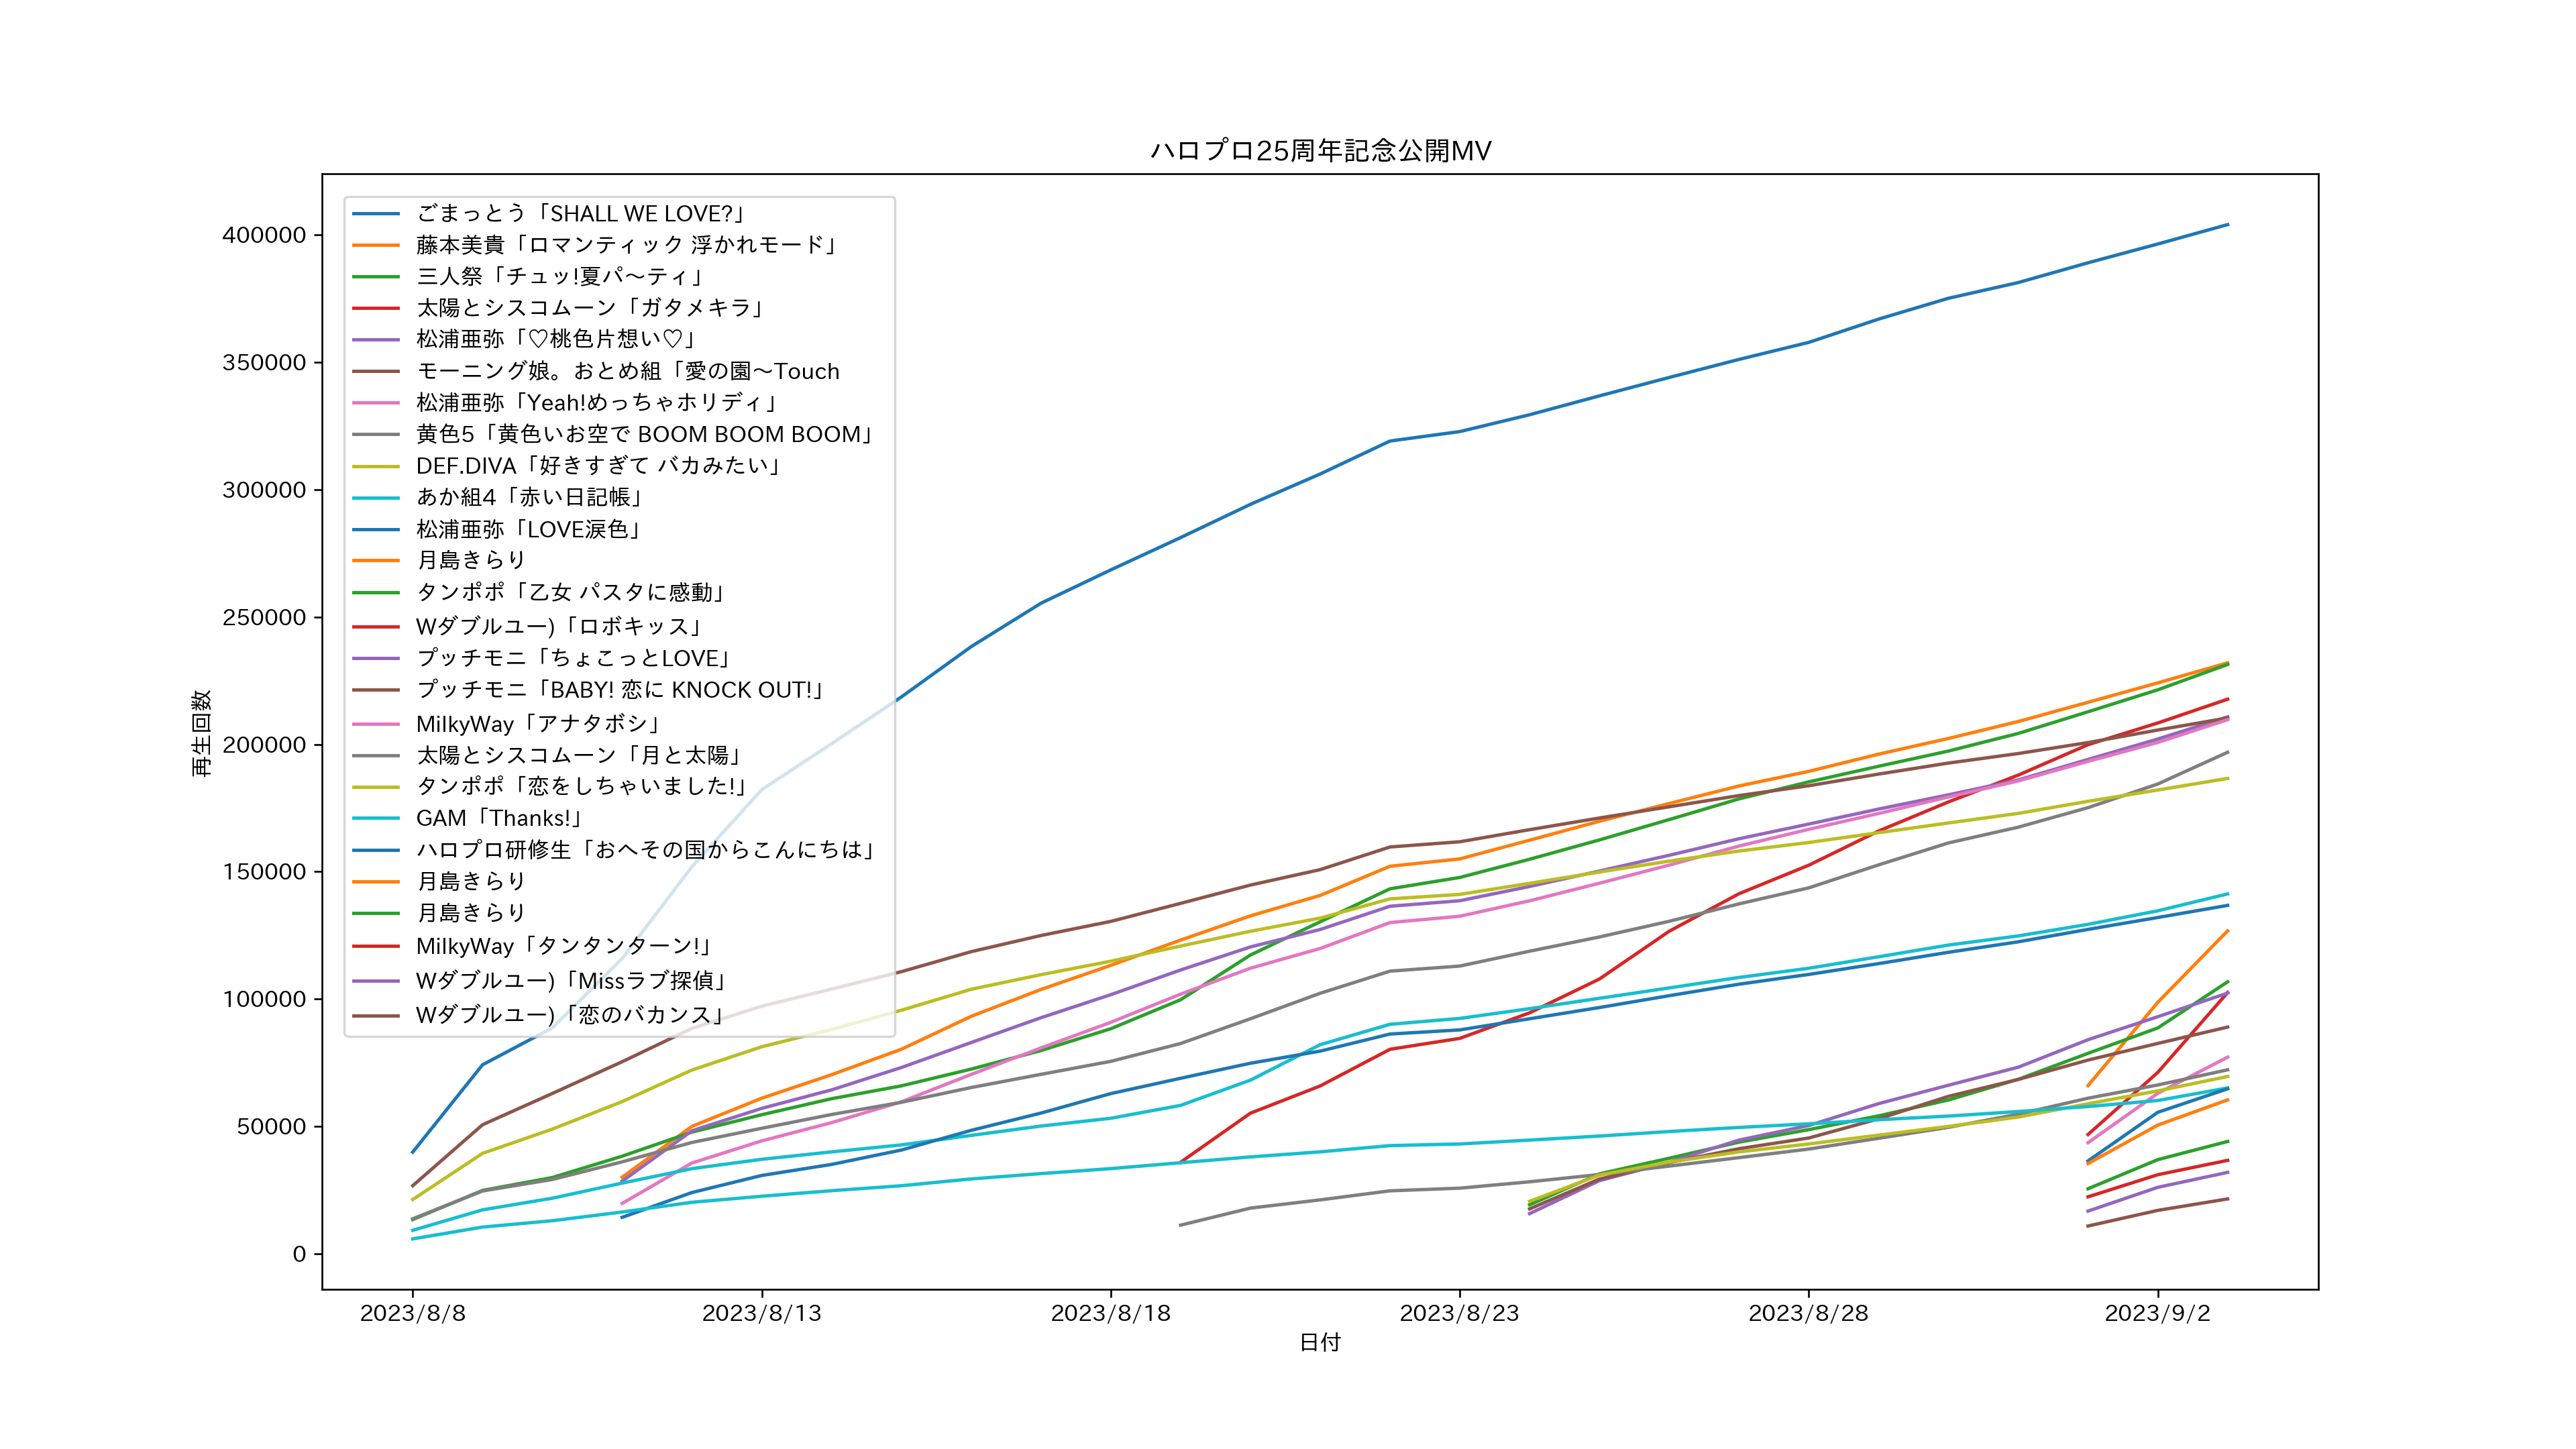 ハロプロ25周年記念公開MV
ごまっとう「SHALL WE LOVE?」
藤本美貴「ロマンティック 浮かれモード」
三人祭「チュッ!夏パ〜ティ」
太陽とシスコムーン「ガタメキラ」
松浦亜弥「♡桃色片想い♡」
モーニング娘。おとめ組「愛の園〜Touch
松浦亜弥「Yeah!めっちゃホリディ」
黄色5「黄色いお空で BOOM BOOM BOOM」
DEF.DIVA「好きすぎて バカみたい」
あか組4「赤い日記帳」
松浦亜弥「LOVE涙色」
月島きらり
タンポポ「乙女 パスタに感動」
Wダブルユー)「ロボキッス」
プッチモニ「ちょこっとLOVE」
プッチモニ「BABY! 恋に KNOCK OUT!」
MilkyWay「アナタボシ」
太陽とシスコムーン「月と太陽」
タンポポ「恋をしちゃいました!」
GAM「Thanks!」
ハロプロ研修生「おへその国からこんにちは」
月島きらり
月島きらり
MilkyWay「タンタンターン!」
Wダブルユー)「Missラブ探偵」
Wダブルユー)「恋のバカンス」
再生回数
400000
350000
300000
250000
200000
150000
100000
50000
0
2023/8/8
2023/8/13
2023/8/18
2023/8/23
2023/8/28
2023/9/2
日付